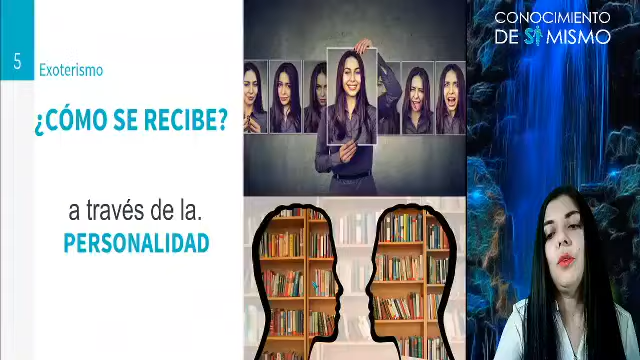 5
Exoterismo
¿CÓMO SE RECIBE?
a través de la.
PERSONALIDAD
CONOCIMIENTO
DE SÍ MISMO